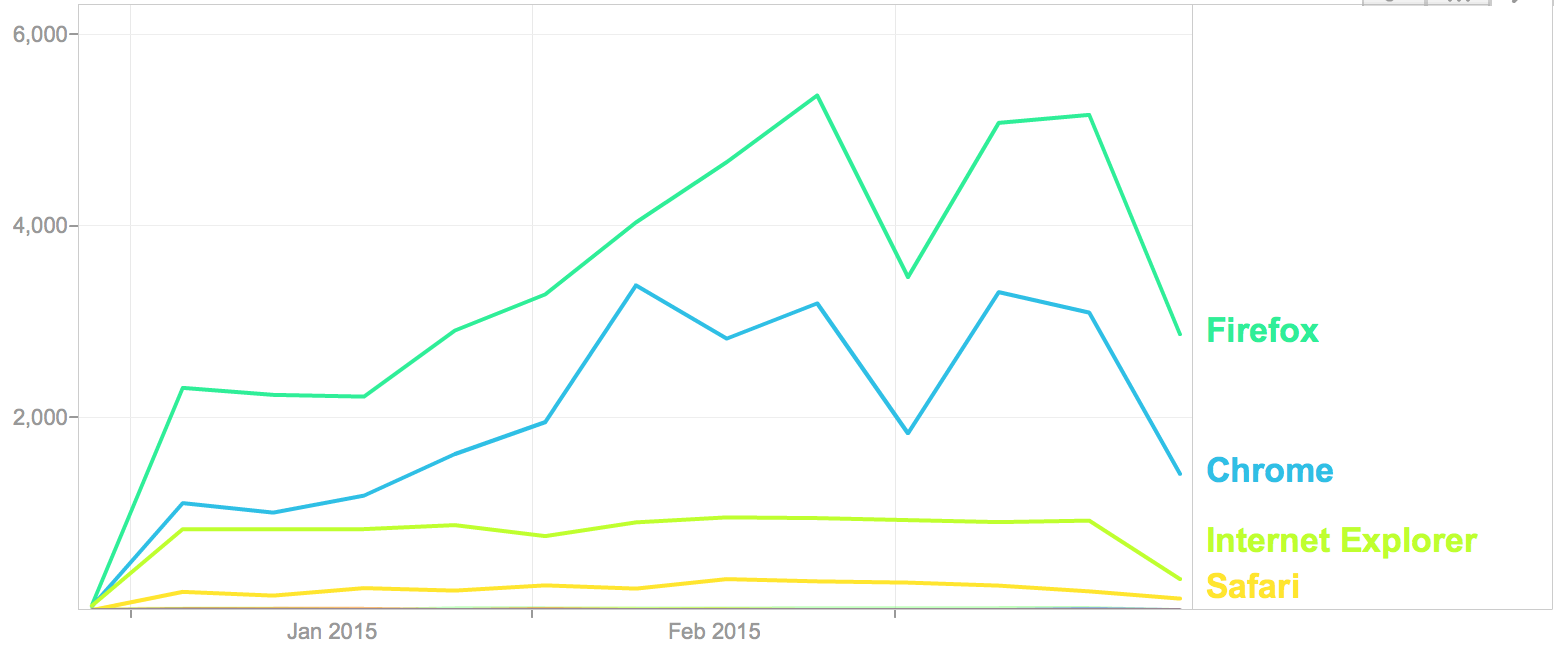 6,000
4,000
2,000
Firefox
Chrome
Internet Explorer
Safari
Jan 2015
Feb 2015